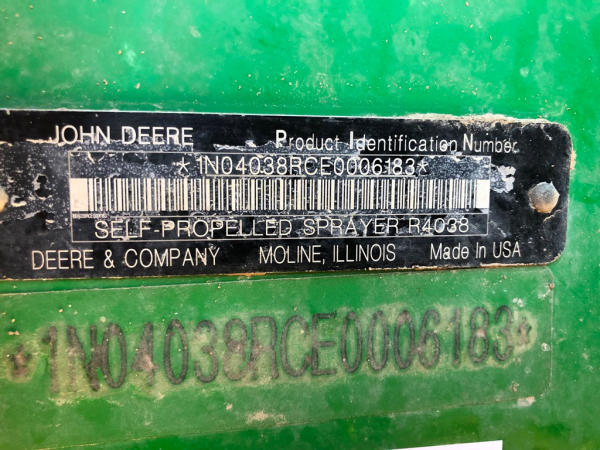 JOHN DEERE Product Identification Number
*1N04038RCE0006183*
SELF-PROPELLED SPRAYER R4038
DEERE & COMPANY MOLINE, ILLINOIS Made In USA
*1N04038RCE0006183*